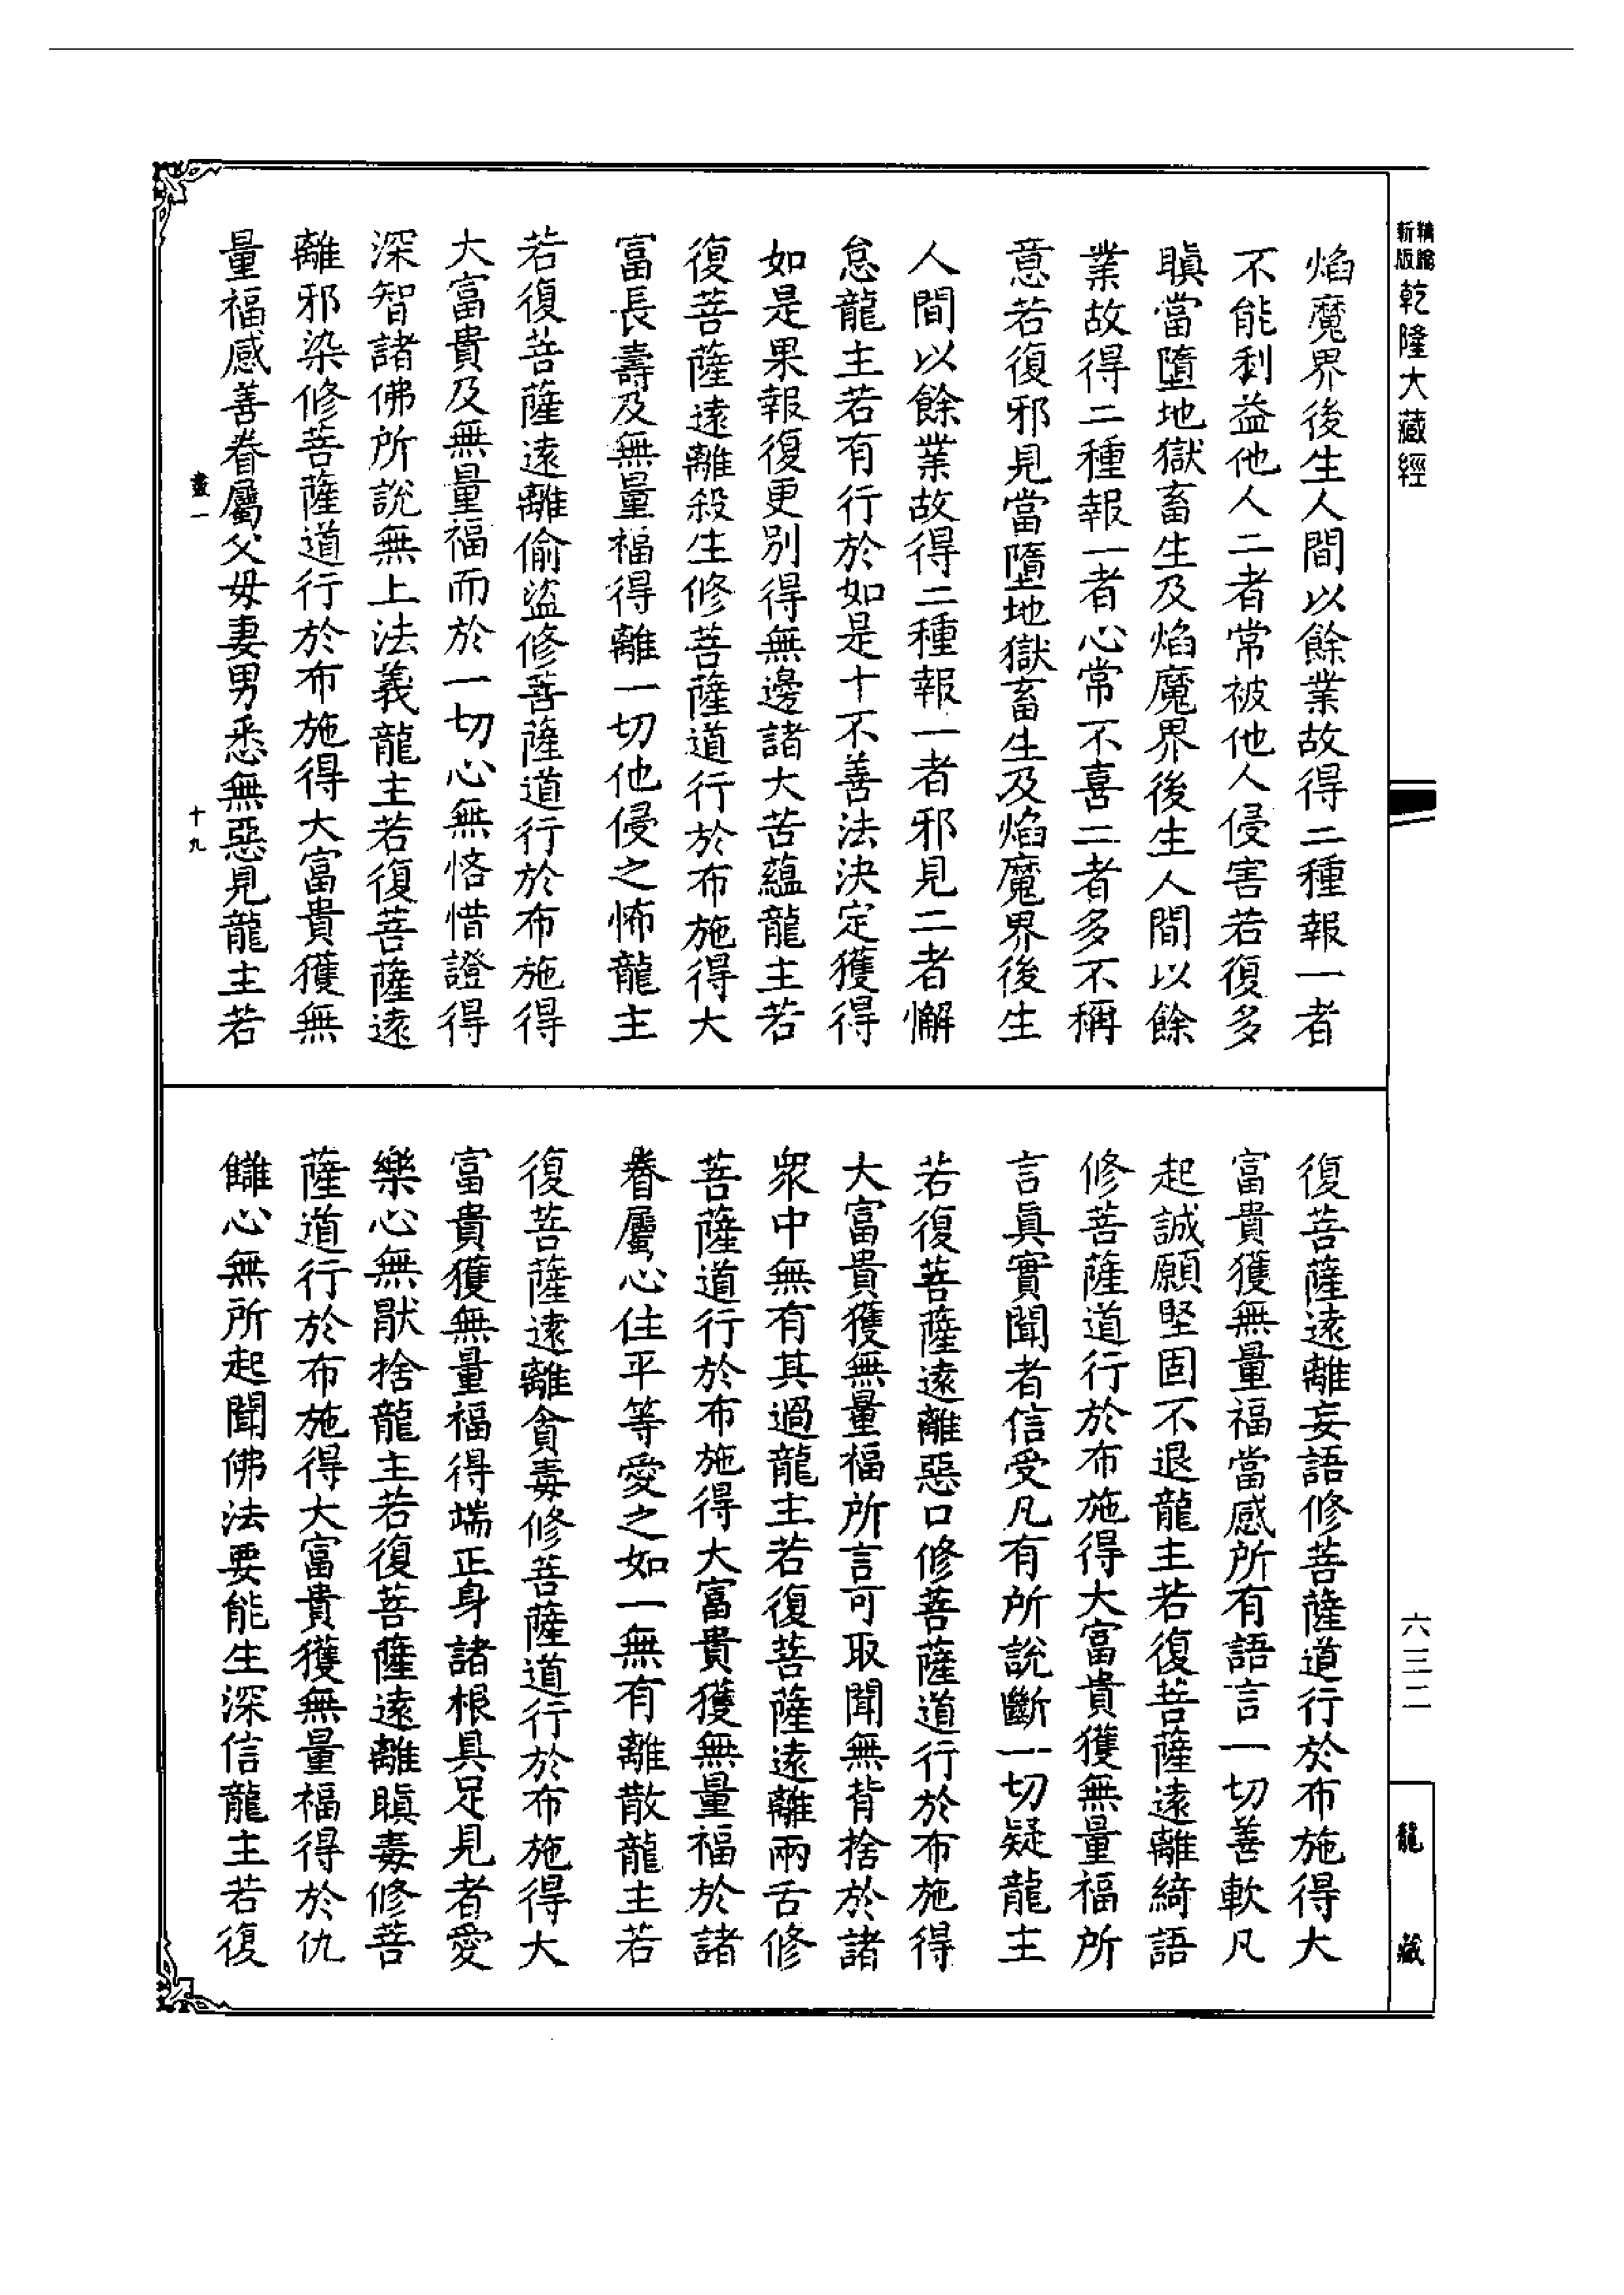 新版
精縮
乾隆大藏經
六三二
龍藏
焰魔界後生人間以餘業故得二種報一者
不能利益他人二者常被他人侵害若復多
瞋當墮地獄畜生及焰魔界後生人間以餘
業故得二種報一者心常不喜二者多不稱
意若復邪見當墮地獄畜生及焰魔界後生
人間以餘業故得二種報一者邪見二者懈
怠龍主若有行於如是十不善法決定獲得
如是果報復更別得無邊諸大苦蘊龍主若
復菩薩遠離殺生修菩薩道行於布施得大
富長壽及無量福得離一切他侵之怖龍主
若復菩薩遠離偷盜修菩薩道行於布施得
大富貴及無量福而於一切心無悋惜證得
深智諸佛所說無上法義龍主若復菩薩遠
離邪染修菩薩道行於布施得大富貴獲無
量福感善眷屬父母妻男悉無惡見龍主若
畫一
十九
復菩薩遠離妄語修菩薩道行於布施得大
富貴獲無量福當感所有語言一切善軟凡
起誠願堅固不退龍主若復菩薩遠離綺語
修菩薩道行於布施得大富貴獲無量福所
言眞實聞者信受凡有所說斷一切疑龍主
若復菩薩遠離惡口修菩薩道行於布施得
大富貴獲無量福所言可取聞無背捨於諸
衆中無有其過龍主若復菩薩遠離兩舌修
菩薩道行於布施得大富貴獲無量福於諸
眷屬心住平等愛之如一無有離散龍主若
復菩薩遠離貪毒修菩薩道行於布施得大
富貴獲無量福得端正身諸根具足見者愛
樂心無猒捨龍主若復菩薩遠離瞋毒修菩
薩道行於布施得大富貴獲無量福得於仇
讎心無所起聞佛法要能生深信龍主若復